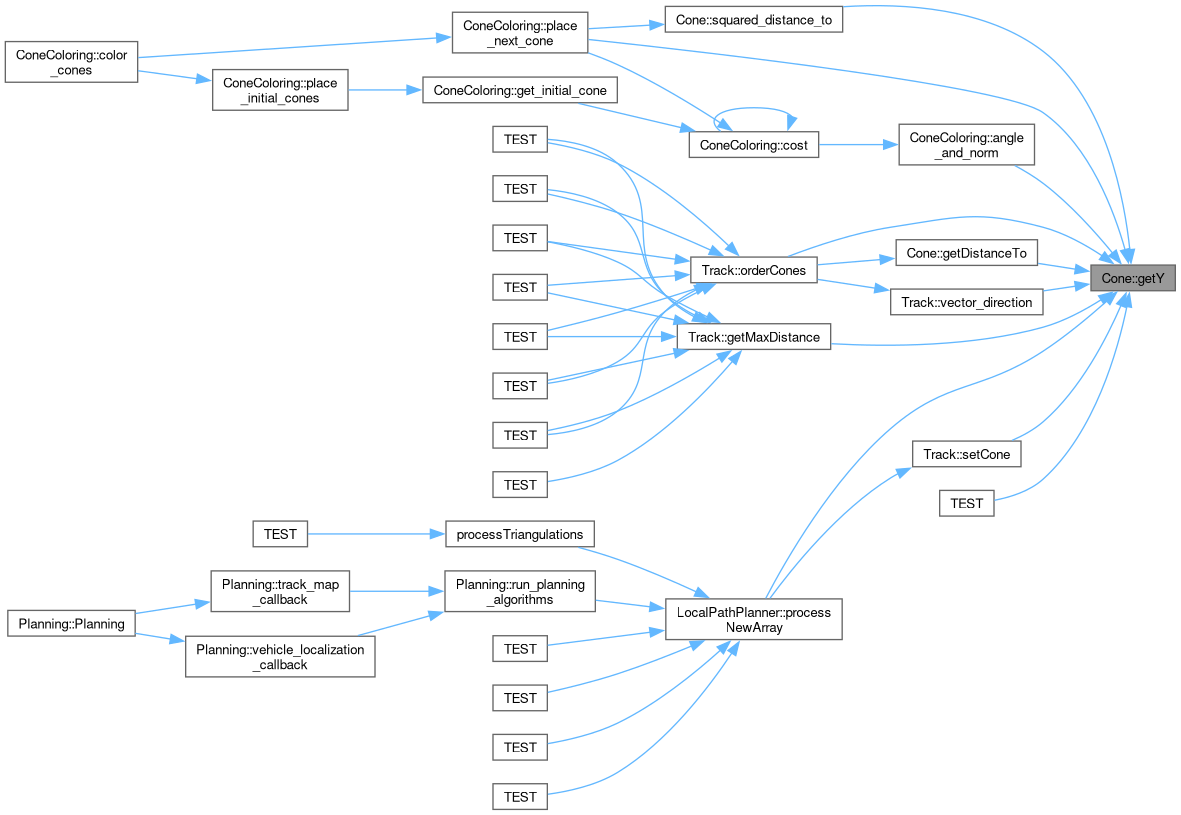 ConeColoring::color
_cones
ConeColoring::place
_next_cone
Cone::squared_distance_to
ConeColoring::place
_initial_cones
ConeColoring::get_initial_cone
ConeColoring::cost
ConeColoring::angle
_and_norm
TEST
TEST
TEST
TEST
TEST
TEST
TEST
TEST
Track::orderCones
Cone::getDistanceTo
Track::vector_direction
Track::getMaxDistance
Cone::getY
Track::setCone
TEST
TEST
processTriangulations
Planning::Planning
Planning::track_map
_callback
Planning::vehicle_localization
_callback
Planning::run_planning
_algorithms
LocalPathPlanner::process
NewArray
TEST
TEST
TEST
TEST